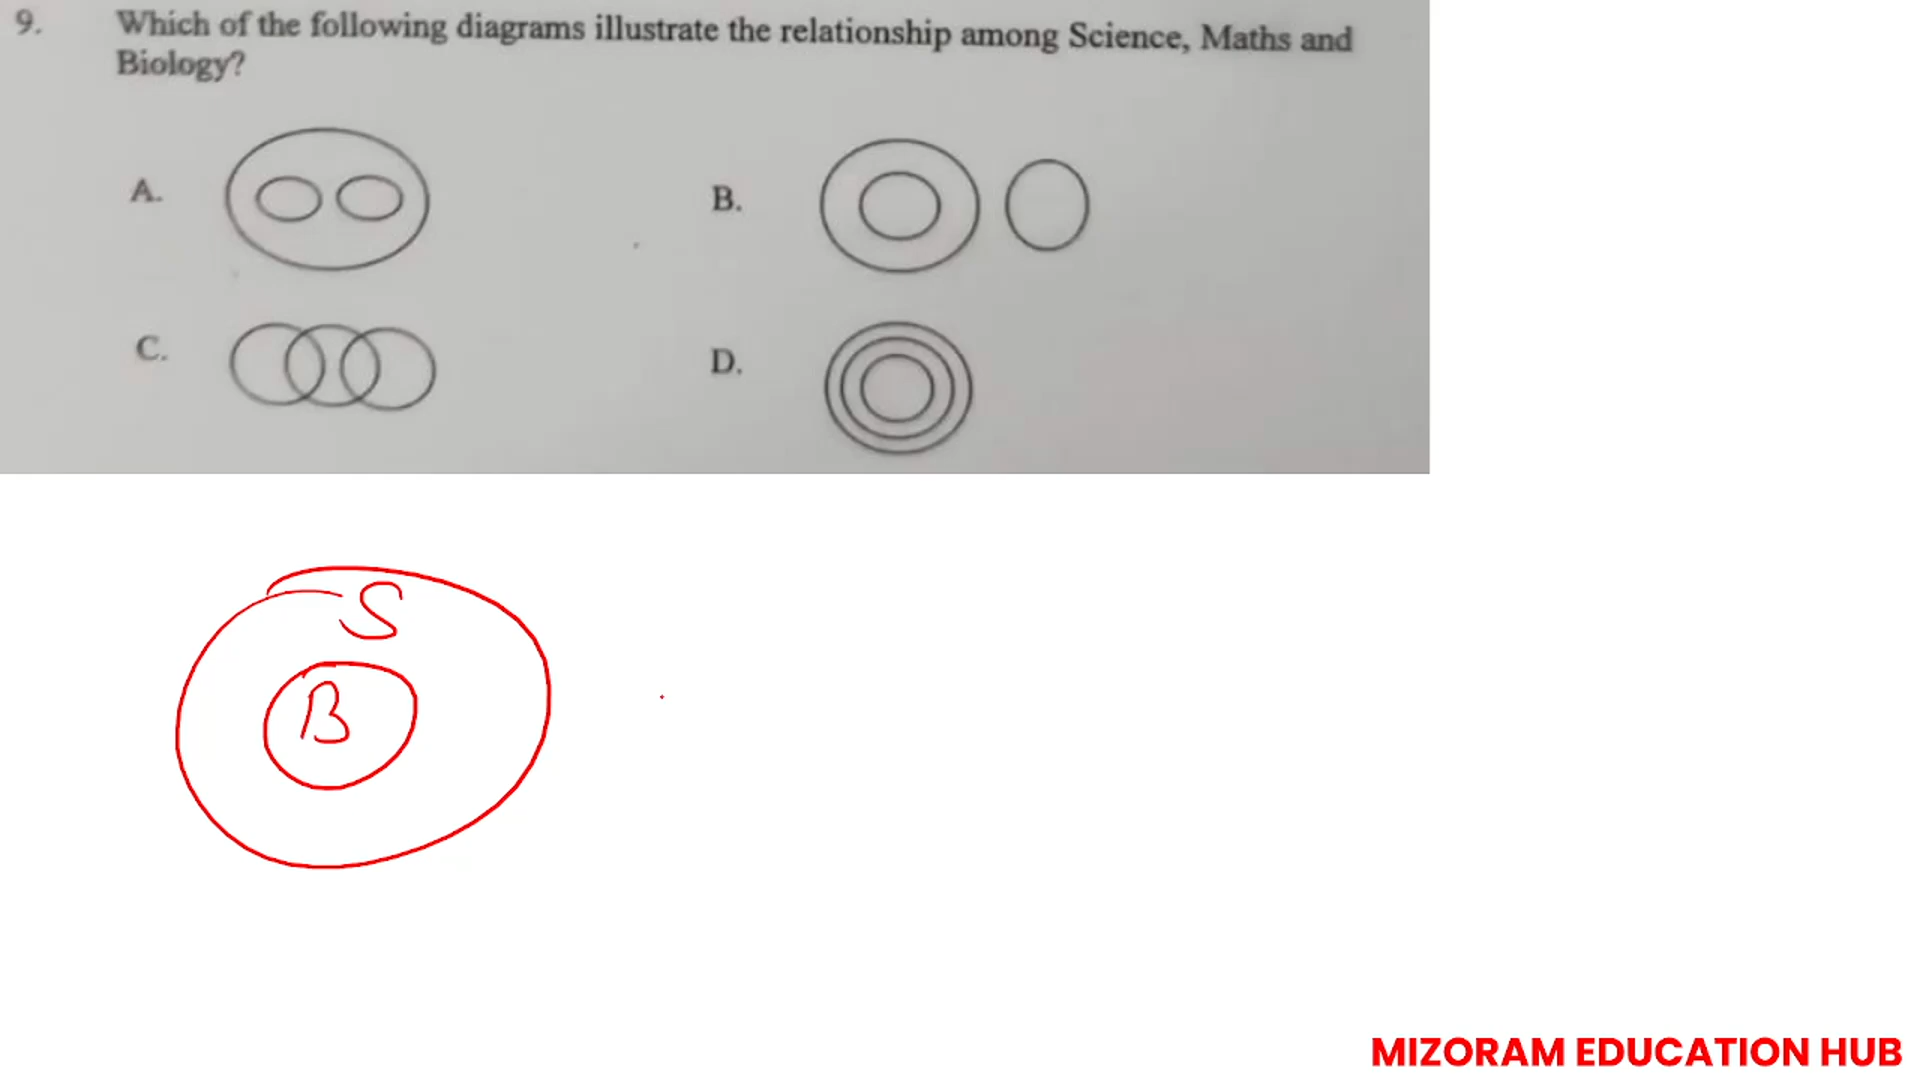 9. Which of the following diagrams illustrate the relationship among Science, Maths and
Biology?
A. B.
C. D.
S
B
MIZORAM EDUCATION HUB